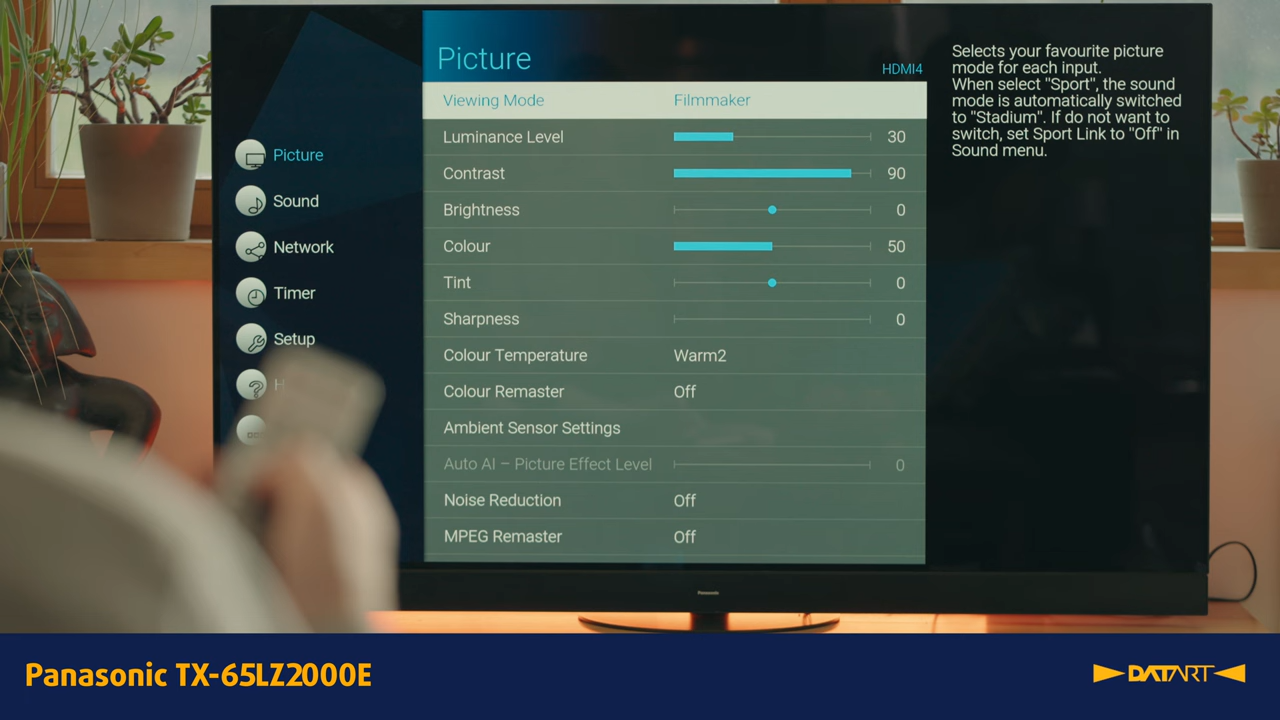 Picture
HDMI4
Viewing Mode Filmmaker
Luminance Level 30
Contrast 90
Brightness 0
Colour 50
Tint 0
Sharpness 0
Colour Temperature Warm2
Colour Remaster Off
Ambient Sensor Settings
Auto AI – Picture Effect Level 0
Noise Reduction Off
MPEG Remaster Off
Picture
Sound
Network
Timer
Setup
Selects your favourite picture
mode for each input.
When select "Sport", the sound
mode is automatically switched
to "Stadium". If do not want to
switch, set Sport Link to "Off" in
Sound menu.
Panasonic
Panasonic TX-65LZ2000E
DATART